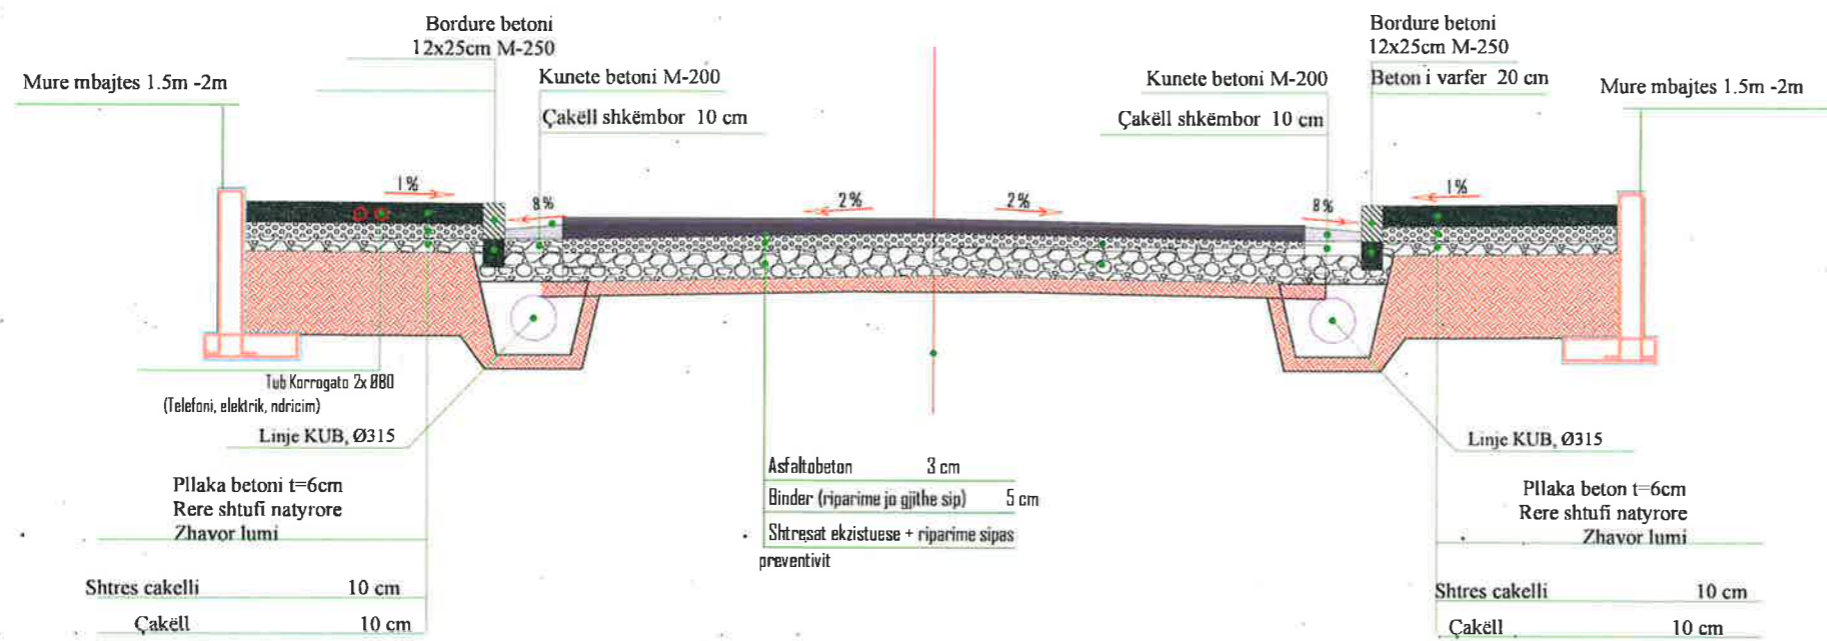 Bordure betoni
12x25cm M-250
Mure mbajtes 1.5m -2m
Kunete betoni M-200
Çakëll shkëmbor 10 cm
Bordure betoni
12x25cm M-250
Kunete betoni M-200
Beton i varfer 20 cm
Çakëll shkëmbor 10 cm
Mure mbajtes 1.5m -2m
1%
8%
2%
2%
8%
1%
Tub Korrogato 2x Ø80
(Telefoni, elektrik, ndricim)
Linje KUB, Ø315
Pllaka betoni t=6cm
Rere shtufi natyrore
Zhavor lumi
Shtres cakelli 10 cm
Çakëll 10 cm
Asfaltobeton 3 cm
Binder (riparime jo gjithe sip) 5 cm
Shtresat ekzistuese + riparime sipas
preventivit
Linje KUB, Ø315
Pllaka beton t=6cm
Rere shtufi natyrore
Zhavor lumi
Shtres cakelli 10 cm
Çakëll 10 cm